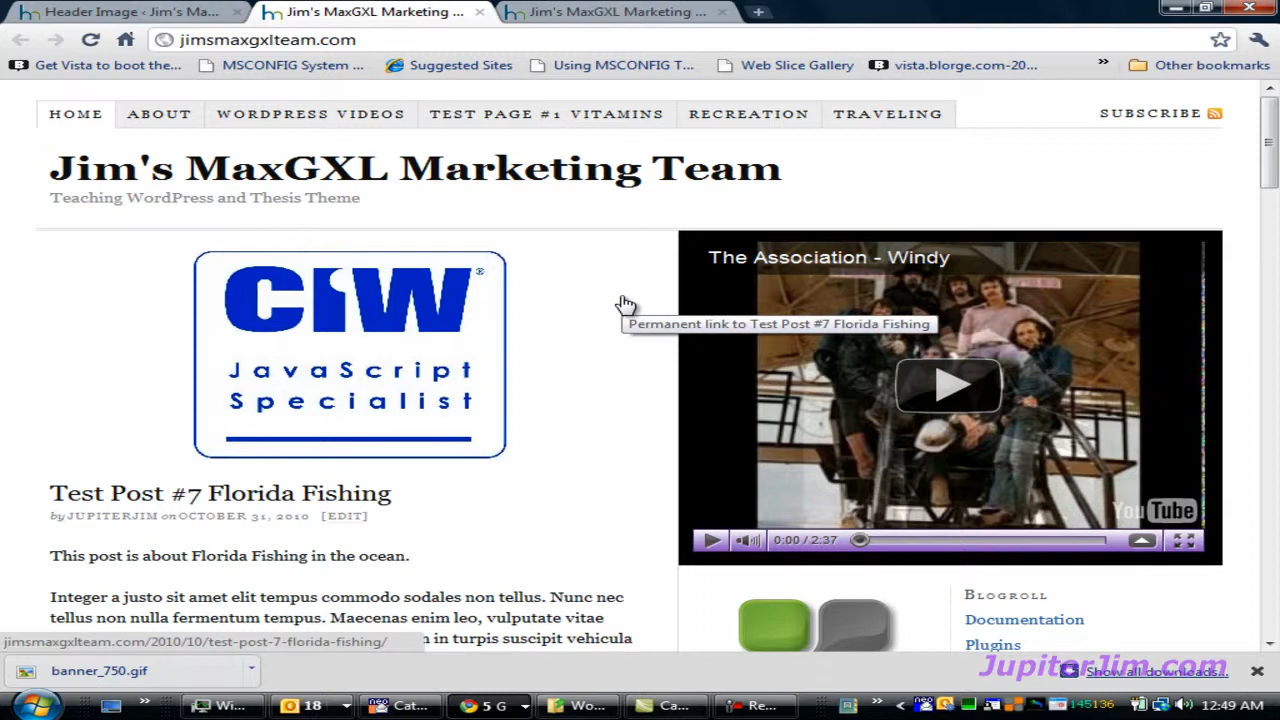 Header Image ‹ Jim's Ma...
Jim's MaxGXL Marketing ...
Jim's MaxGXL Marketing ...
jimsmaxgxlteam.com
Get Vista to boot the...
MSCONFIG System ...
Suggested Sites
Using MSCONFIG T...
Web Slice Gallery
vista.blorge.com-20...
Other bookmarks
HOME
ABOUT
WORDPRESS VIDEOS
TEST PAGE #1 VITAMINS
RECREATION
TRAVELING
SUBSCRIBE
Jim's MaxGXL Marketing Team
Teaching WordPress and Thesis Theme
CIW®
JavaScript
Specialist
The Association - Windy
Permanent link to Test Post #7 Florida Fishing
YouTube
0:00 / 2:37
Test Post #7 Florida Fishing
by JUPITERJIM on OCTOBER 31, 2010 [EDIT]
This post is about Florida Fishing in the ocean.
Integer a justo sit amet elit tempus commodo sodales non tellus. Nunc nec
tellus non nulla fermentum tempus. Maecenas enim leo, vulputate vitae
in turpis suscipit vehicula
BLOGROLL
Documentation
Plugins
jimsmaxgxlteam.com/2010/10/test-post-7-florida-fishing/
banner_750.gif
Show all downloads...
JupiterJim.com
Wi...
18
Cat...
5 G
Wo...
Ca...
Re...
145136
12:49 AM